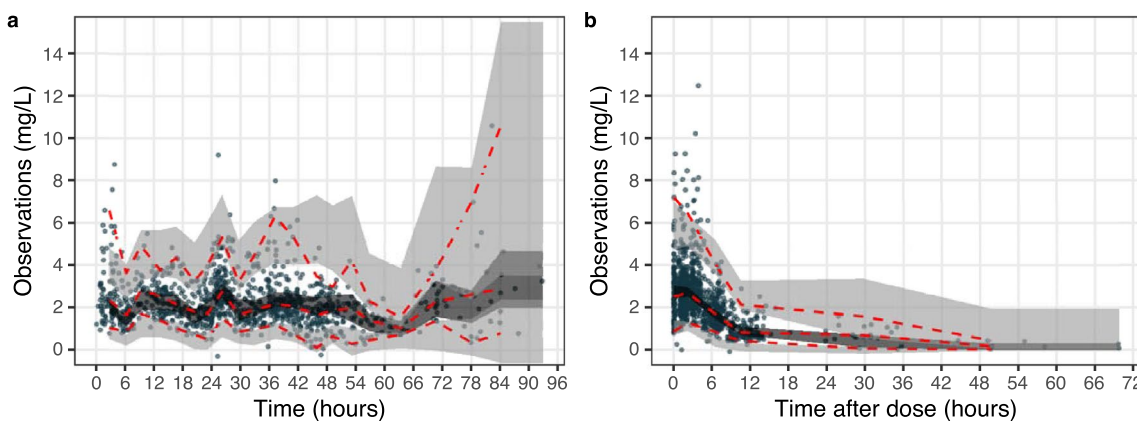 a
Observations (mg/L)
14
12
10
8
6
4
2
0
0 6 12 18 24 30 36 42 48 54 60 66 72 78 84 90 96
Time (hours)
b
Observations (mg/L)
14
12
10
8
6
4
2
0
0 6 12 18 24 30 36 42 48 54 60 66 72
Time after dose (hours)